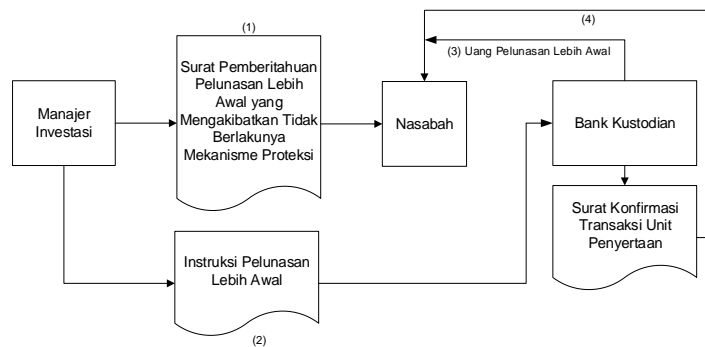 (1)
(4)
Surat Pemberitahuan
Pelunasan Lebih
Awal yang
Mengakibatkan Tidak
Berlakunya
Mekanisme Proteksi
(3) Uang Pelunasan Lebih Awal
Manajer
Investasi
Nasabah
Bank Kustodian
Surat Konfirmasi
Transaksi Unit
Penyertaan
Instruksi Pelunasan
Lebih Awal
(2)